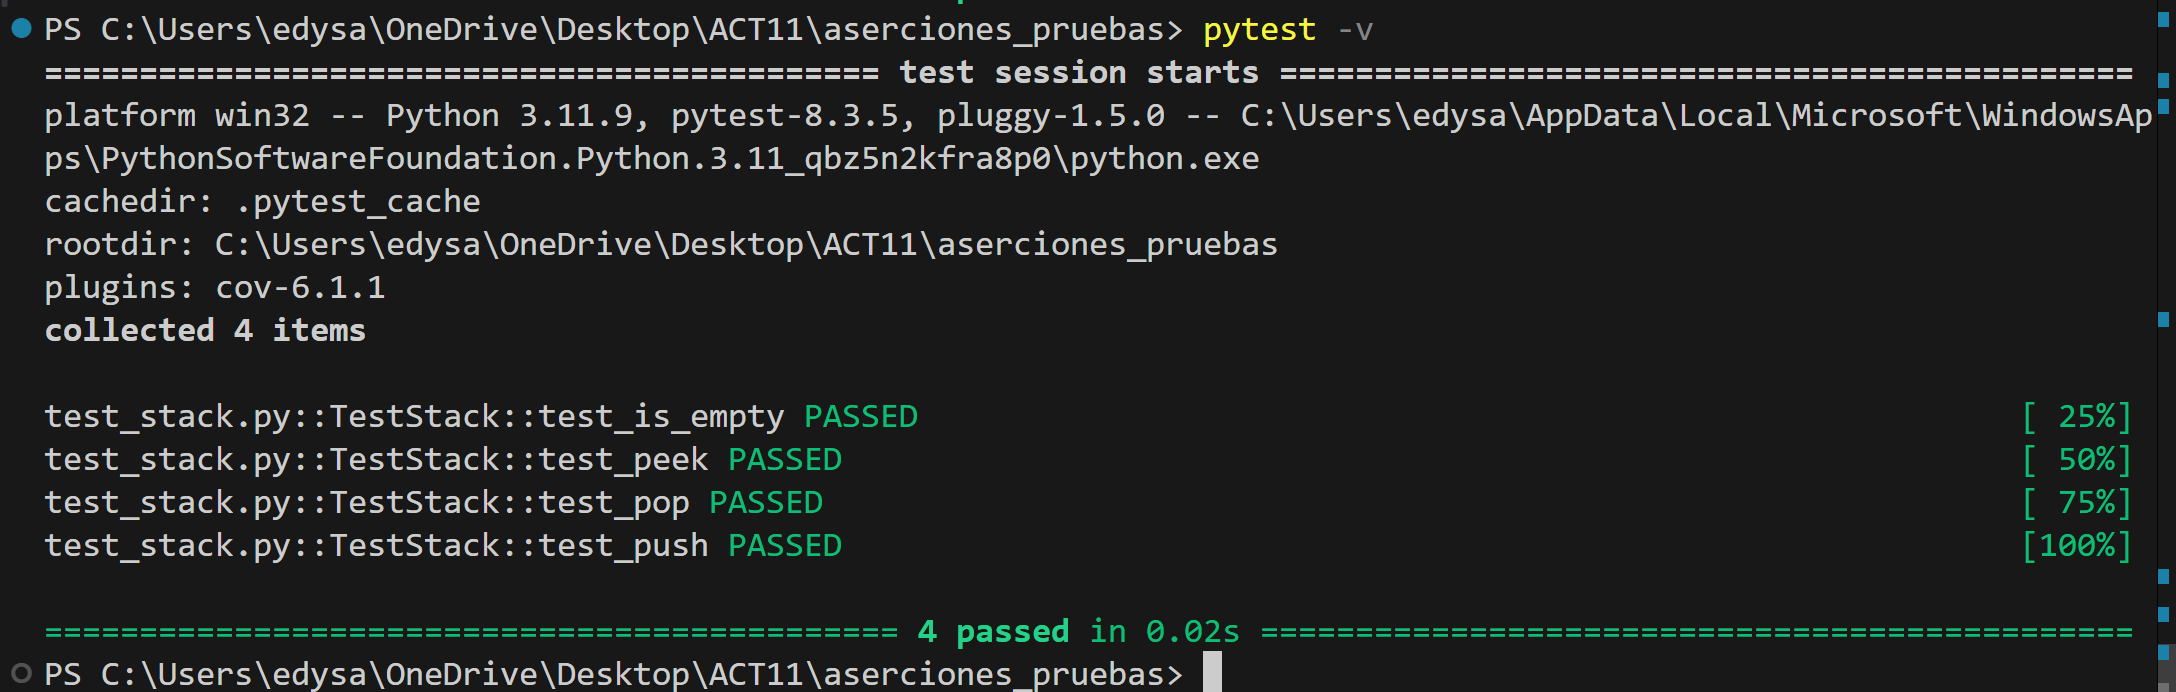 PS C:\Users\edysa\OneDrive\Desktop\ACT11\aserciones_pruebas> pytest -v
============================================ test session starts =============================================
platform win32 -- Python 3.11.9, pytest-8.3.5, pluggy-1.5.0 -- C:\Users\edysa\AppData\Local\Microsoft\WindowsAp
ps\PythonSoftwareFoundation.Python.3.11_qbz5n2kfra8p0\python.exe
cachedir: .pytest_cache
rootdir: C:\Users\edysa\OneDrive\Desktop\ACT11\aserciones_pruebas
plugins: cov-6.1.1
collected 4 items
test_stack.py::TestStack::test_is_empty PASSED [ 25%]
test_stack.py::TestStack::test_peek PASSED [ 50%]
test_stack.py::TestStack::test_pop PASSED [ 75%]
test_stack.py::TestStack::test_push PASSED [100%]
============================================= 4 passed in 0.02s ==============================================
PS C:\Users\edysa\OneDrive\Desktop\ACT11\aserciones_pruebas>